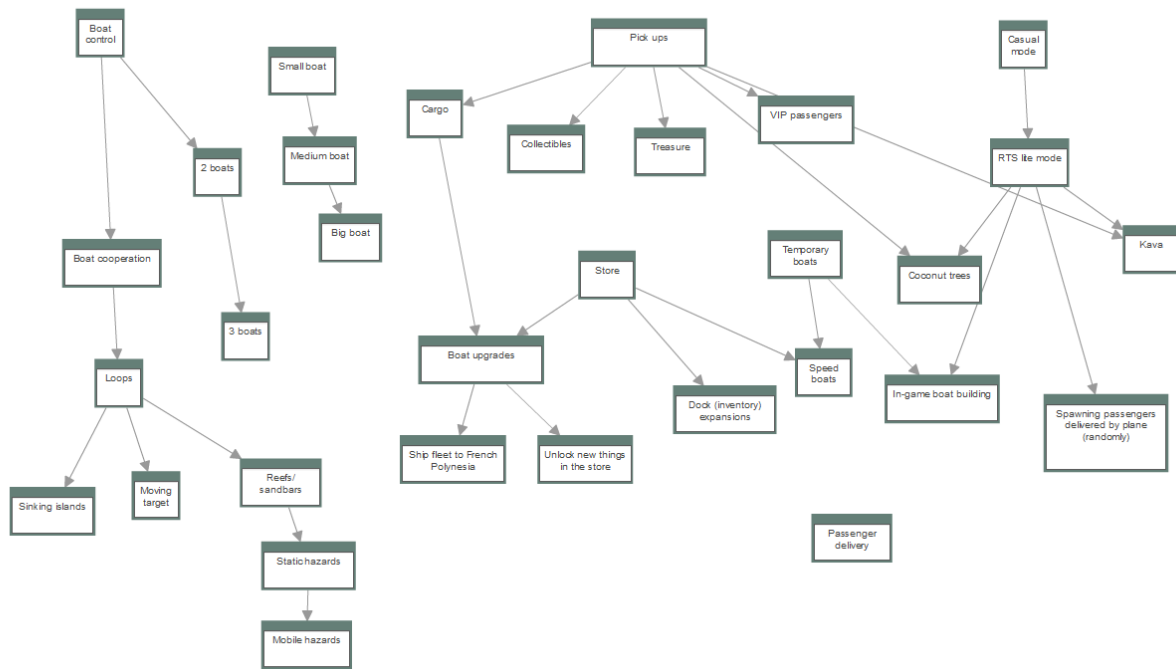 Boat
control
Pick ups
Casual
mode
Small boat
Cargo
VIP passengers
Collectibles
Treasure
2 boats
Medium boat
RTS lite mode
Big boat
Boat cooperation
Store
Temporary
boats
Coconut trees
Kava
3 boats
Loops
Boat upgrades
Speed
boats
In-game boat building
Dock (inventory)
expansions
Spawning passengers
delivered by plane
(randomly)
Ship fleet to French
Polynesia
Unlock new things
in the store
Sinking islands
Moving
target
Reefs/
sandbars
Passenger
delivery
Static hazards
Mobile hazards